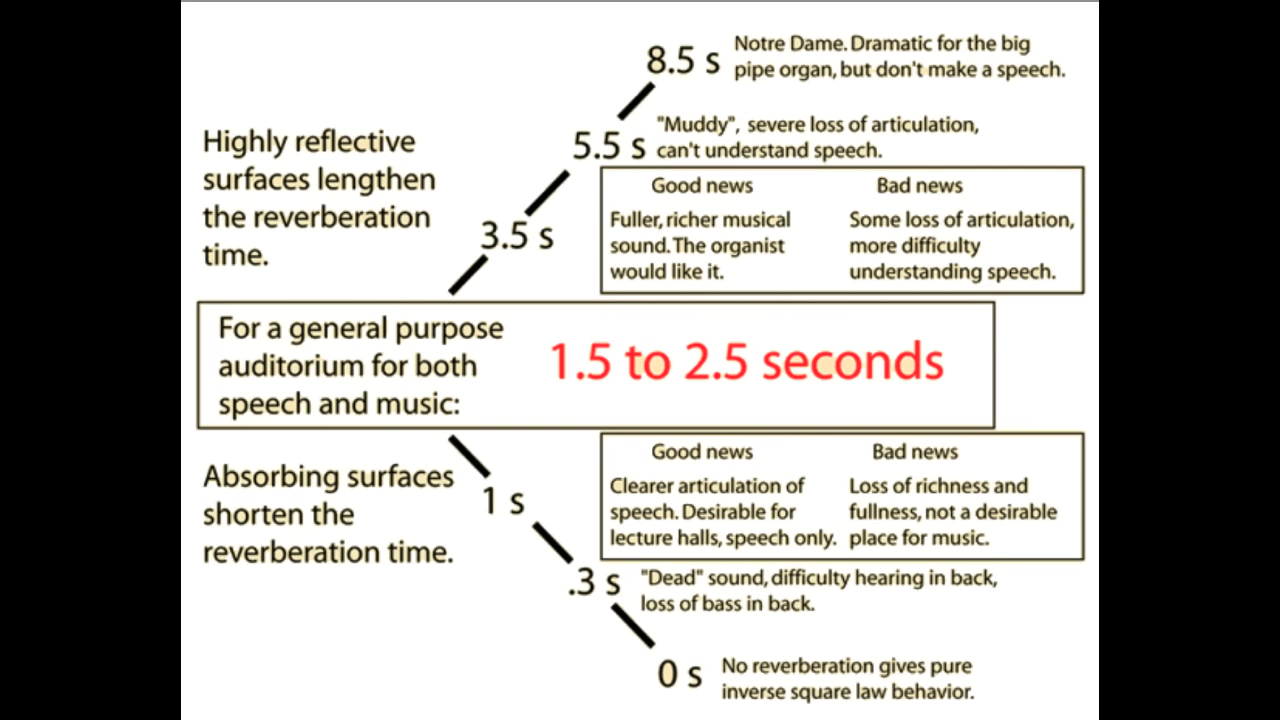 8.5 s
Notre Dame. Dramatic for the big
pipe organ, but don't make a speech.
5.5 s
"Muddy", severe loss of articulation,
can't understand speech.
Highly reflective
surfaces lengthen
the reverberation
time.
3.5 s
Good news
Fuller, richer musical
sound. The organist
would like it.
Bad news
Some loss of articulation,
more difficulty
understanding speech.
For a general purpose
auditorium for both
speech and music:
1.5 to 2.5 seconds
Absorbing surfaces
shorten the
reverberation time.
1 s
Good news
Clearer articulation of
speech. Desirable for
lecture halls, speech only.
Bad news
Loss of richness and
fullness, not a desirable
place for music.
.3 s
"Dead" sound, difficulty hearing in back,
loss of bass in back.
0 s
No reverberation gives pure
inverse square law behavior.